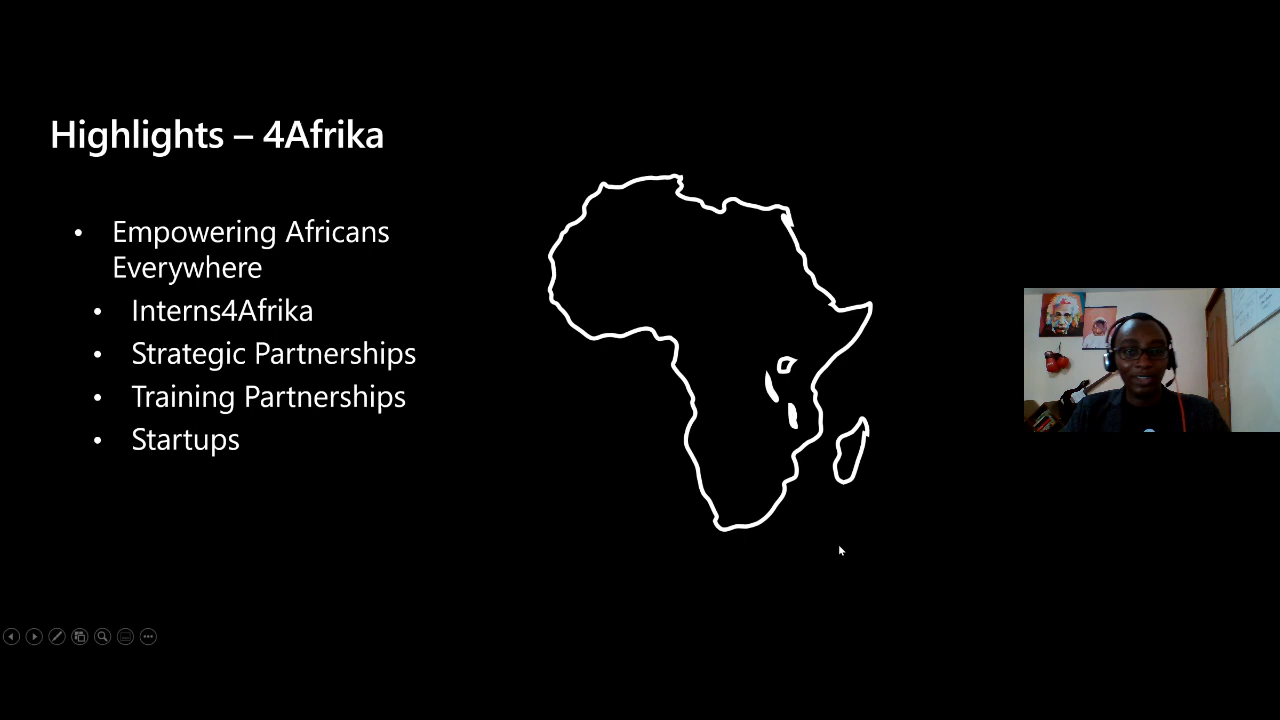 Highlights – 4Afrika
• Empowering Africans
Everywhere
• Interns4Afrika
• Strategic Partnerships
• Training Partnerships
• Startups